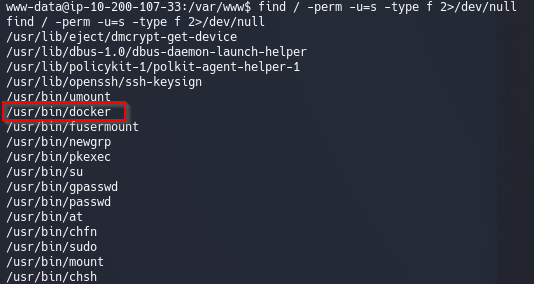 www-data@ip-10-200-107-33:/var/www$ find / -perm -u=s -type f 2>/dev/null
find / -perm -u=s -type f 2>/dev/null
/usr/lib/eject/dmcrypt-get-device
/usr/lib/dbus-1.0/dbus-daemon-launch-helper
/usr/lib/policykit-1/polkit-agent-helper-1
/usr/lib/openssh/ssh-keysign
/usr/bin/umount
/usr/bin/docker
/usr/bin/fusermount
/usr/bin/newgrp
/usr/bin/pkexec
/usr/bin/su
/usr/bin/gpasswd
/usr/bin/passwd
/usr/bin/at
/usr/bin/chfn
/usr/bin/sudo
/usr/bin/mount
/usr/bin/chsh